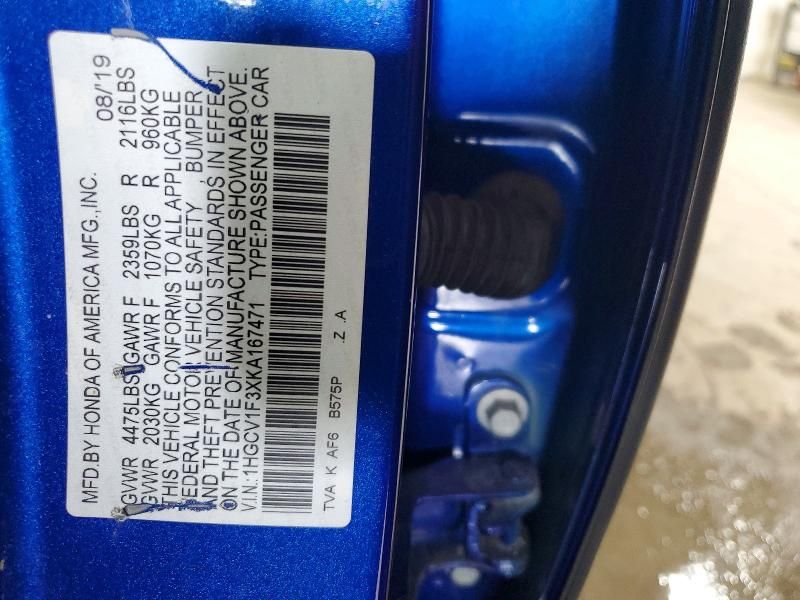 MFD.BY HONDA OF AMERICA MFG.,INC. 08/'19
GVWR 4475LBS GAWR F 2359LBS R 2116LBS
GVWR 2030KG GAWR F 1070KG R 960KG
THIS VEHICLE CONFORMS TO ALL APPLICABLE
FEDERAL MOTOR VEHICLE SAFETY, BUMPER,
AND THEFT PREVENTION STANDARDS IN EFFECT
ON THE DATE OF MANUFACTURE SHOWN ABOVE.
V.I.N.:1HGCV1F3XKA167471 TYPE:PASSENGER CAR
TVA K AF6 B575P Z .A